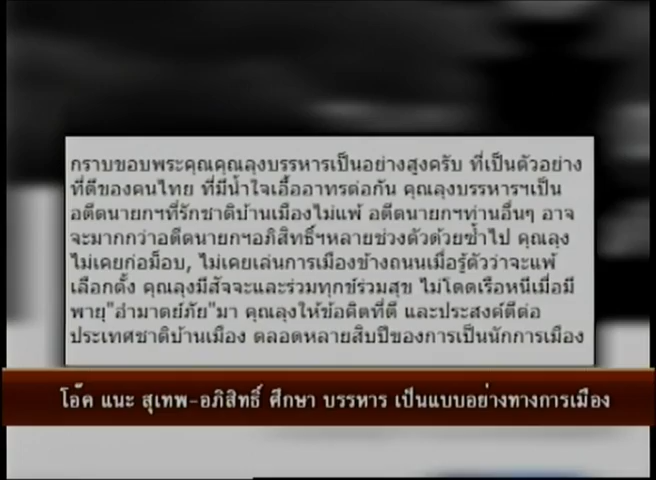 กราบขอบพระคุณคุณลุงบรรหารเป็นอย่างสูงครับ ที่เป็นตัวอย่าง
ที่ดีของคนไทย ที่มีน้ำใจเอื้ออาทรต่อกัน คุณลุงบรรหารฯเป็น
อดีตนายกฯที่รักชาติบ้านเมืองไม่แพ้ อดีตนายกฯท่านอื่นๆ อาจ
จะมากกว่าอดีตนายกฯอภิสิทธิ์ฯหลายช่วงตัวด้วยซ้ำไป คุณลุง
ไม่เคยก่อม็อบ, ไม่เคยเล่นการเมืองข้างถนนเมื่อรู้ตัวว่าจะแพ้
เลือกตั้ง คุณลุงมีสัจจะและร่วมทุกข์ร่วมสุข ไม่โดดเรือหนีเมื่อมี
พายุ"อำมาตย์ภัย"มา คุณลุงให้ข้อคิดที่ดี และประสงค์ดีต่อ
ประเทศชาติบ้านเมือง ตลอดหลายสิบปีของการเป็นนักการเมือง
โอ๊ค แนะ สุเทพ-อภิสิทธิ์ ศึกษา บรรหาร เป็นแบบอย่างทางการเมือง